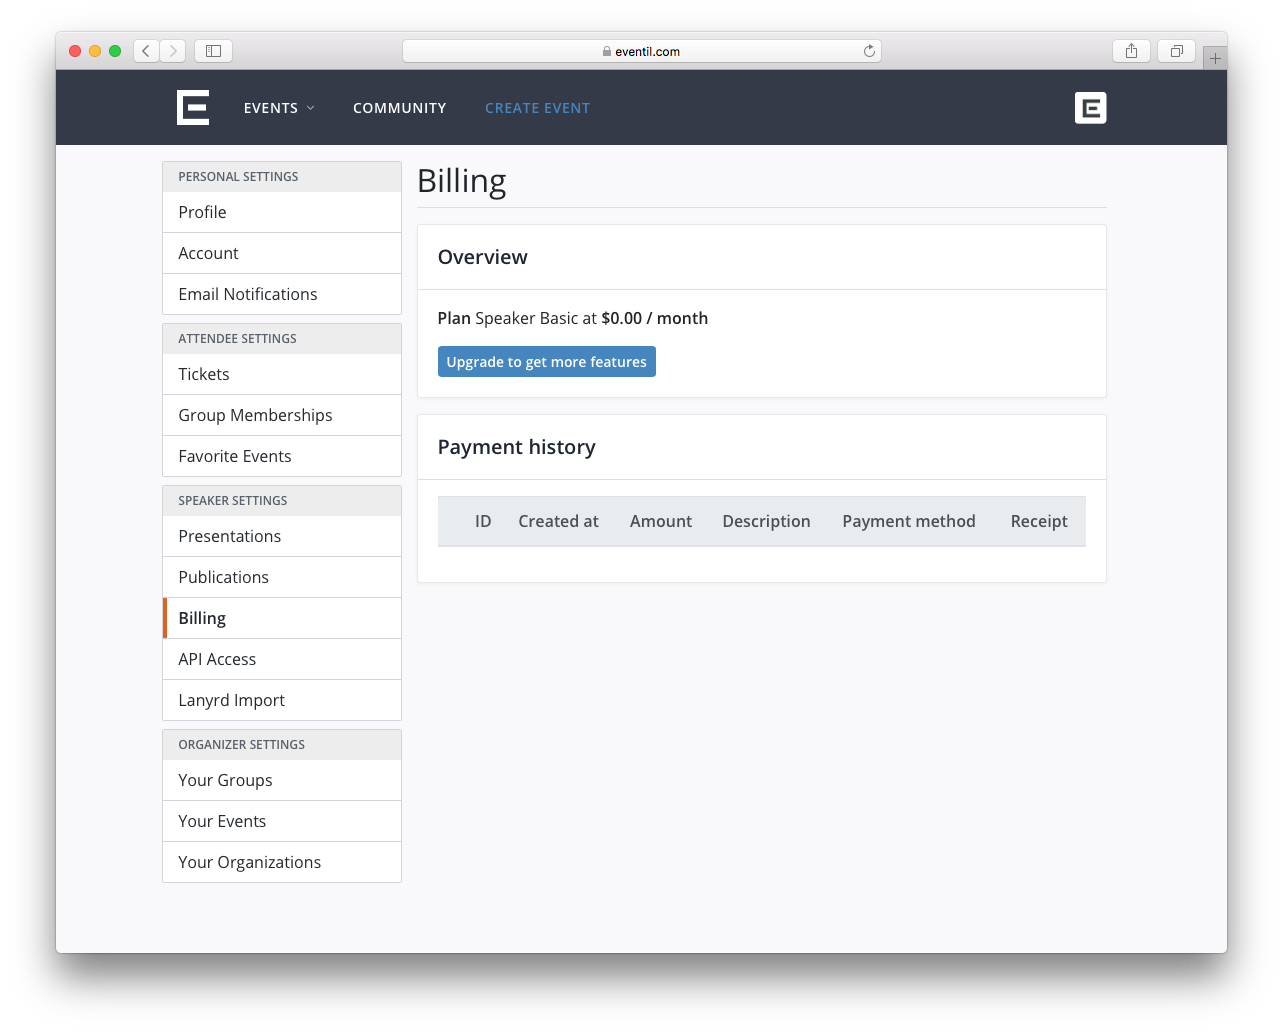 eventil.com
EVENTS COMMUNITY CREATE EVENT
PERSONAL SETTINGS
Profile
Account
Email Notifications
ATTENDEE SETTINGS
Tickets
Group Memberships
Favorite Events
SPEAKER SETTINGS
Presentations
Publications
Billing
API Access
Lanyrd Import
ORGANIZER SETTINGS
Your Groups
Your Events
Your Organizations
Billing
Overview
Plan Speaker Basic at $0.00 / month
Upgrade to get more features
Payment history
ID Created at Amount Description Payment method Receipt